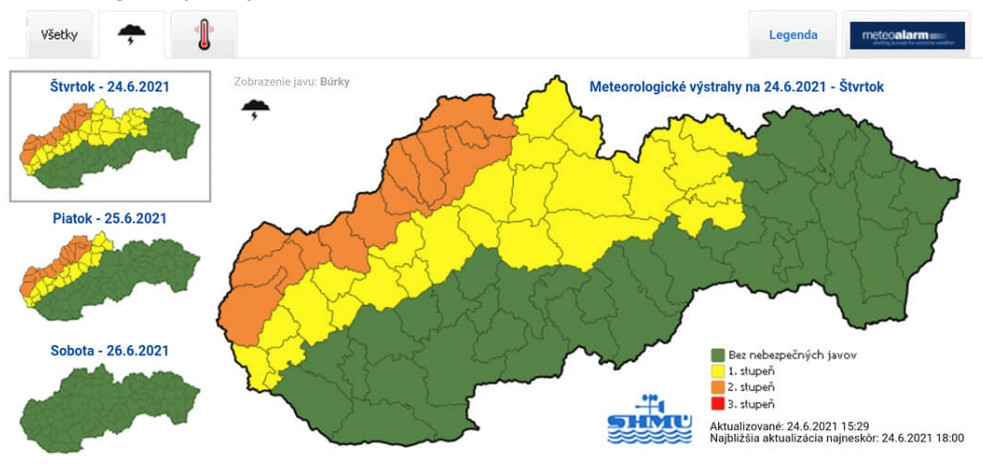 Všetky
Legenda
meteoalarm
Štvrtok - 24.6.2021
Zobrazenie javu: Búrky
Meteorologické výstrahy na 24.6.2021 - Štvrtok
Piatok - 25.6.2021
Sobota - 26.6.2021
Bez nebezpečných javov
1. stupeň
2. stupeň
3. stupeň
SHMÚ
Aktualizované: 24.6.2021 15:29
Najbližšia aktualizácia najneskôr: 24.6.2021 18:00